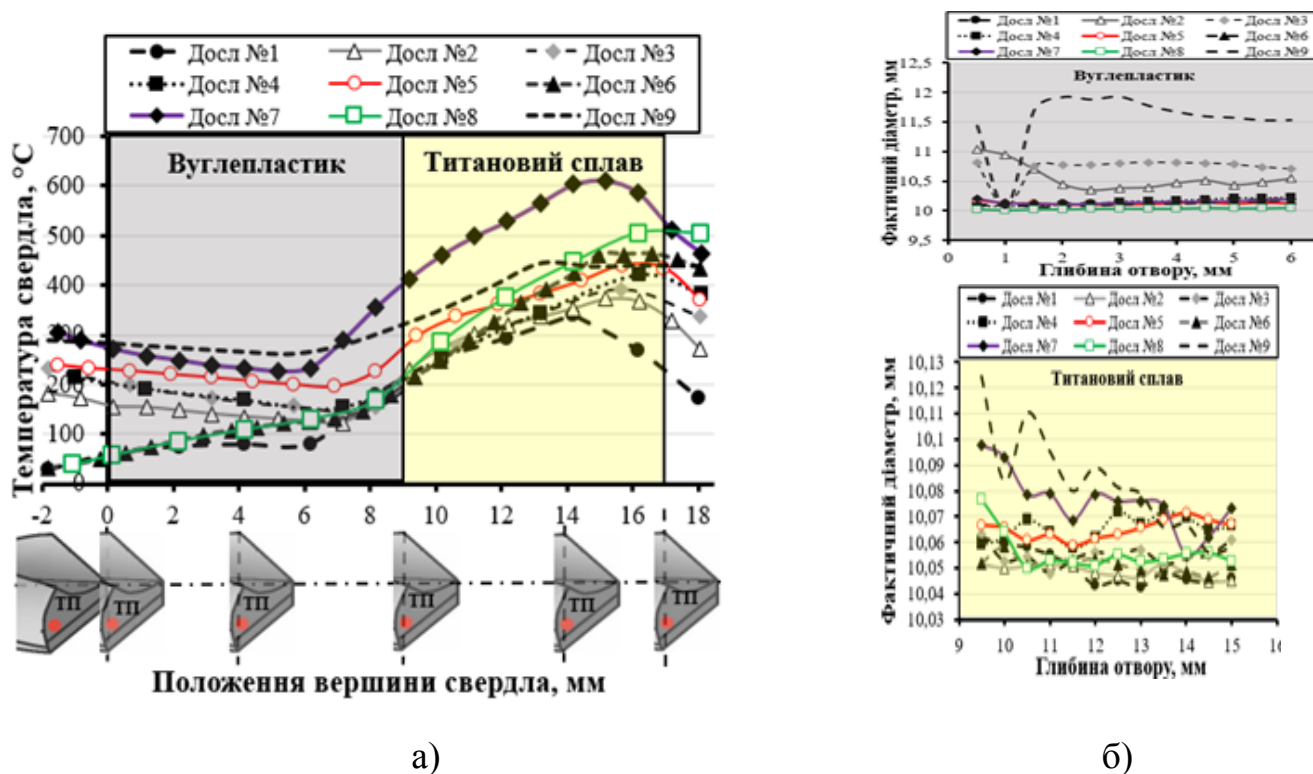 Досл №1 Досл №2 Досл №3
Досл №4 Досл №5 Досл №6
Досл №7 Досл №8 Досл №9
Температура свердла, °C
700
600
500
400
300
200
100
0
Вуглепластик
Титановий сплав
-2 0 2 4 6 8 10 12 14 16 18
ТП ТП ТП ТП ТП ТП
Положення вершини свердла, мм
а)
Досл №1 Досл №2 Досл №3
Досл №4 Досл №5 Досл №6
Досл №7 Досл №8 Досл №9
Фактичний діаметр, мм
12,5
12
11,5
11
10,5
10
9,5
Вуглепластик
0 1 2 3 4 5 6
Глибина отвору, мм
Досл №1 Досл №2 Досл №3
Досл №4 Досл №5 Досл №6
Досл №7 Досл №8 Досл №9
Фактичний діаметр, мм
10,13
10,12
10,11
10,1
10,09
10,08
10,07
10,06
10,05
10,04
10,03
Титановий сплав
9 10 11 12 13 14 15 16
Глибина отвору, мм
б)